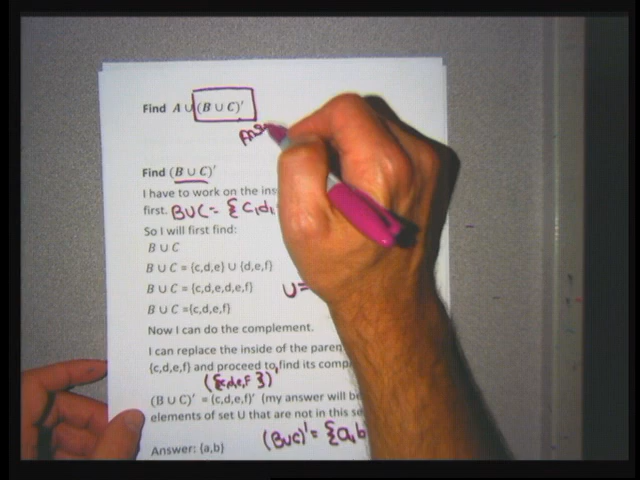 Find A ∪ (B ∪ C)′
Find (B ∪ C)′
I have to work on the ins
first. B∪C = {c,d,
So I will first find:
B ∪ C
B ∪ C = {c,d,e} ∪ {d,e,f}
B ∪ C = {c,d,e,d,e,f}
U=
B ∪ C ={c,d,e,f}
Now I can do the complement.
I can replace the inside of the paren
{c,d,e,f} and proceed to find its comp
({c,d,e,f})′
(B ∪ C)′ = {c,d,e,f}′ (my answer will be
elements of set U that are not in this se
(B∪C)′ = {a,b
Answer: {a,b}